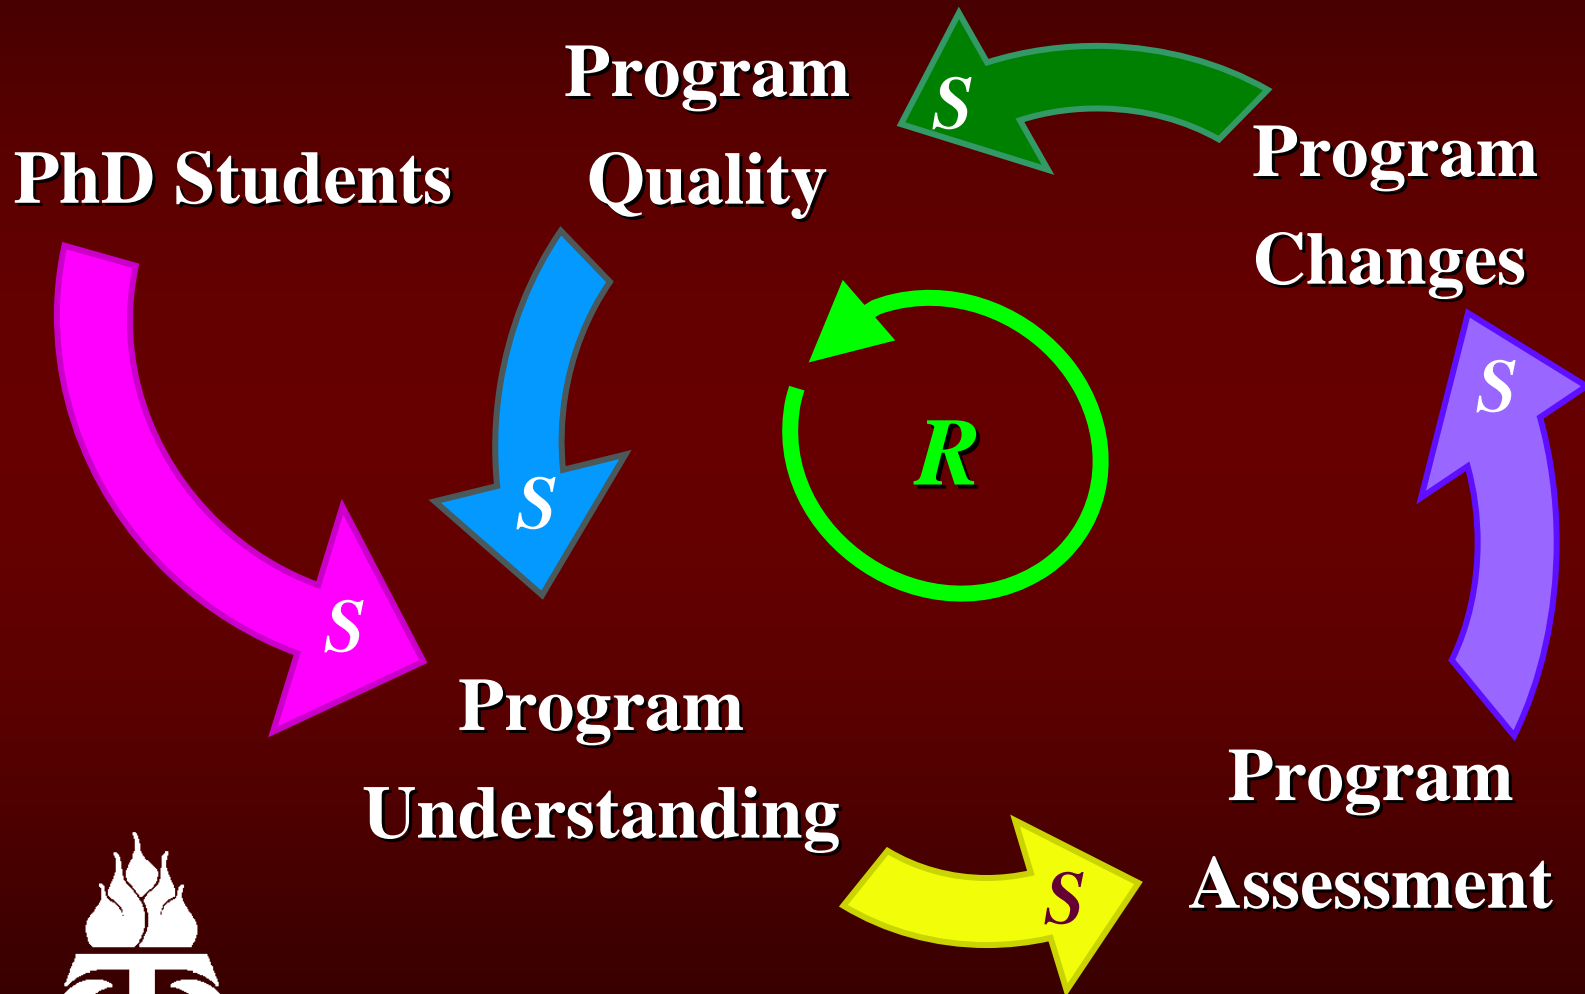 Program
Quality
S
PhD Students
Program
Changes
S
R
S
S
Program
Understanding
Program
Assessment
S